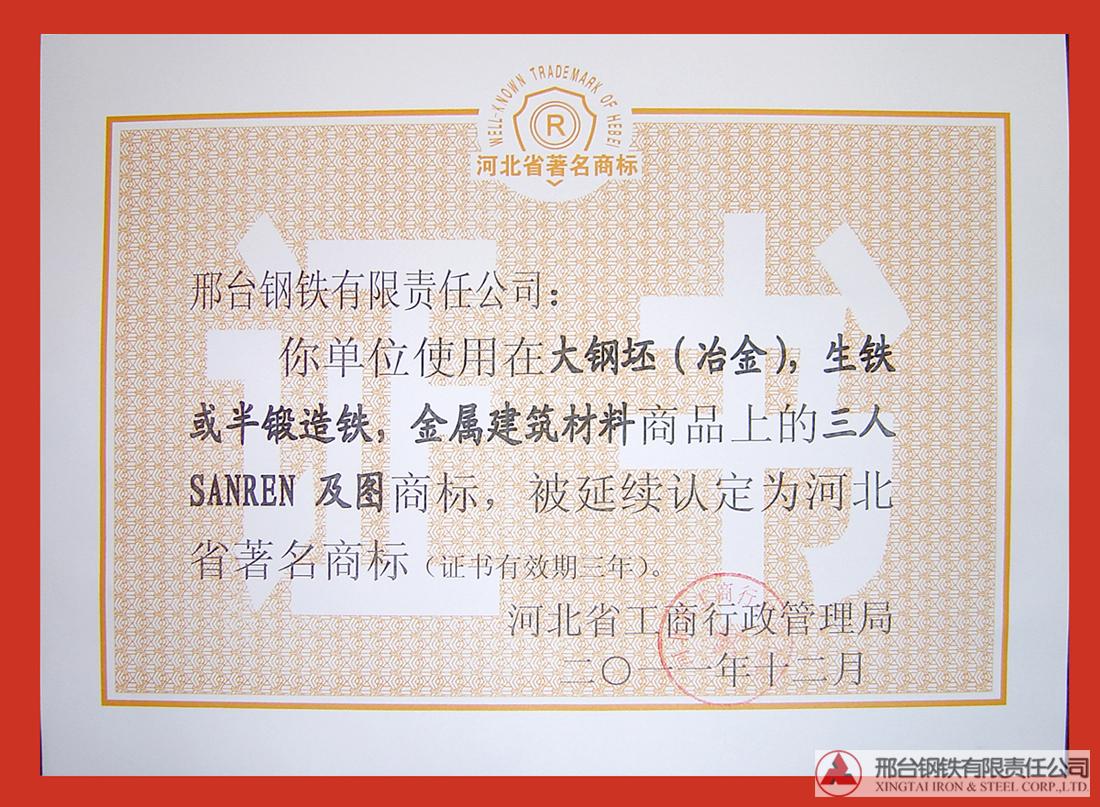 WELL-KNOWN TRADEMARK OF HEBEI
R
河北省著名商标
证书
邢台钢铁有限责任公司：
你单位使用在大钢坯（冶金），生铁
或半锻造铁，金属建筑材料商品上的三人
SANREN 及图商标，被延续认定为河北
省著名商标（证书有效期三年）。
河北省工商行政管理局
二〇一一年十二月
邢台钢铁有限责任公司
XINGTAI IRON & STEEL CORP.,LTD.